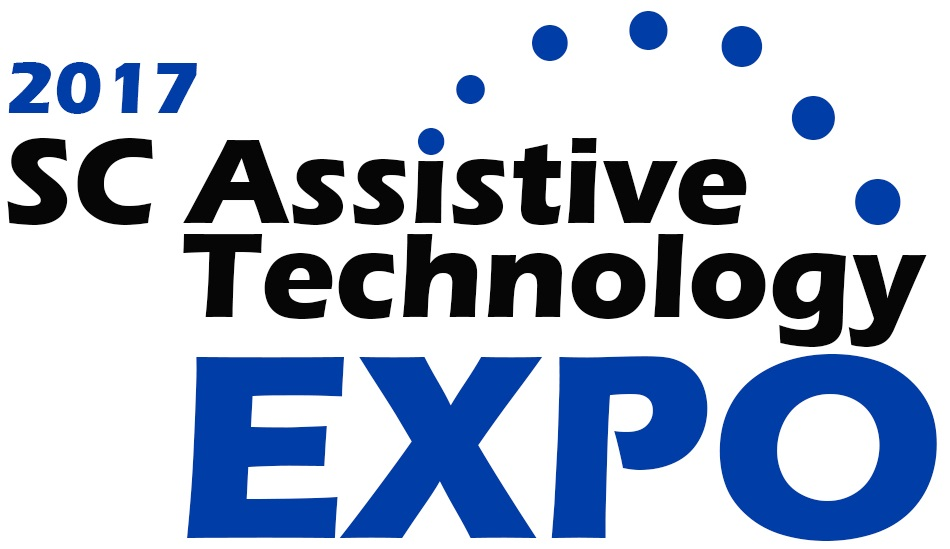 2017
SC Assistive
Technology
EXPO